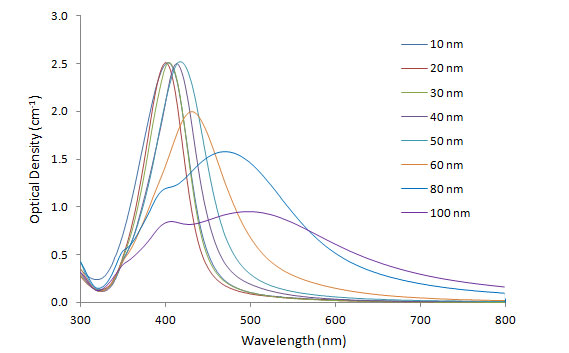 3.0
2.5
2.0
1.5
1.0
0.5
0.0
Optical Density (cm⁻¹)
300 400 500 600 700 800
Wavelength (nm)
10 nm
20 nm
30 nm
40 nm
50 nm
60 nm
80 nm
100 nm